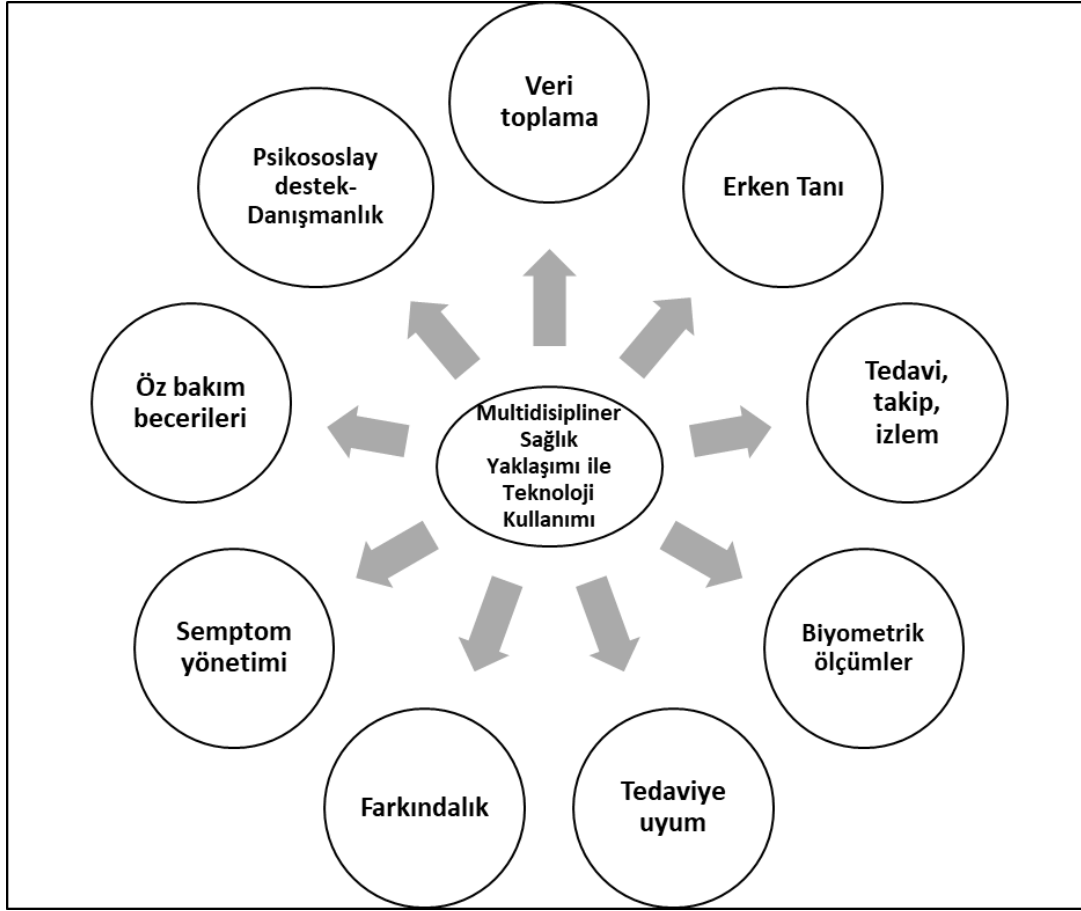 Veri
toplama
Erken Tanı
Tedavi,
takip,
izlem
Biyometrik
ölçümler
Tedaviye
uyum
Farkındalık
Semptom
yönetimi
Öz bakım
becerileri
Psikososlay
destek-
Danışmanlık
Multidisipliner
Sağlık
Yaklaşımı ile
Teknoloji
Kullanımı